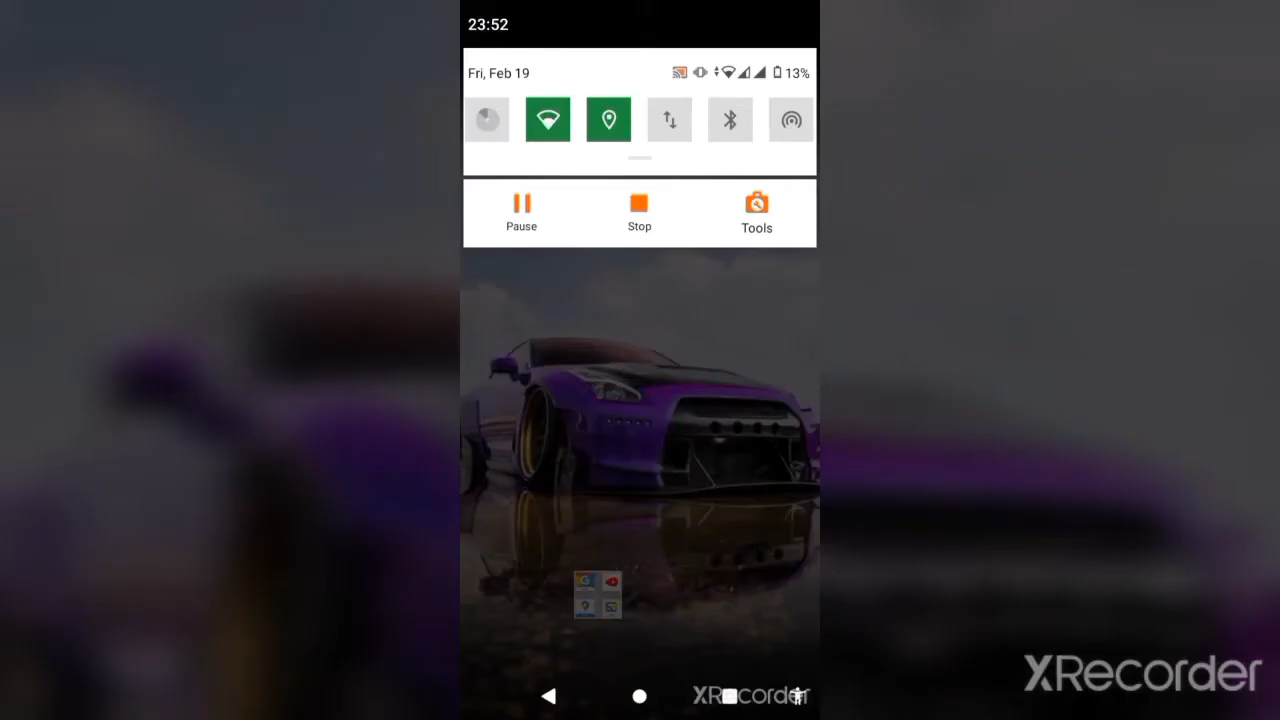 23:52
Fri, Feb 19
13%
Pause
Stop
Tools
G
XRecorder
XRecorder